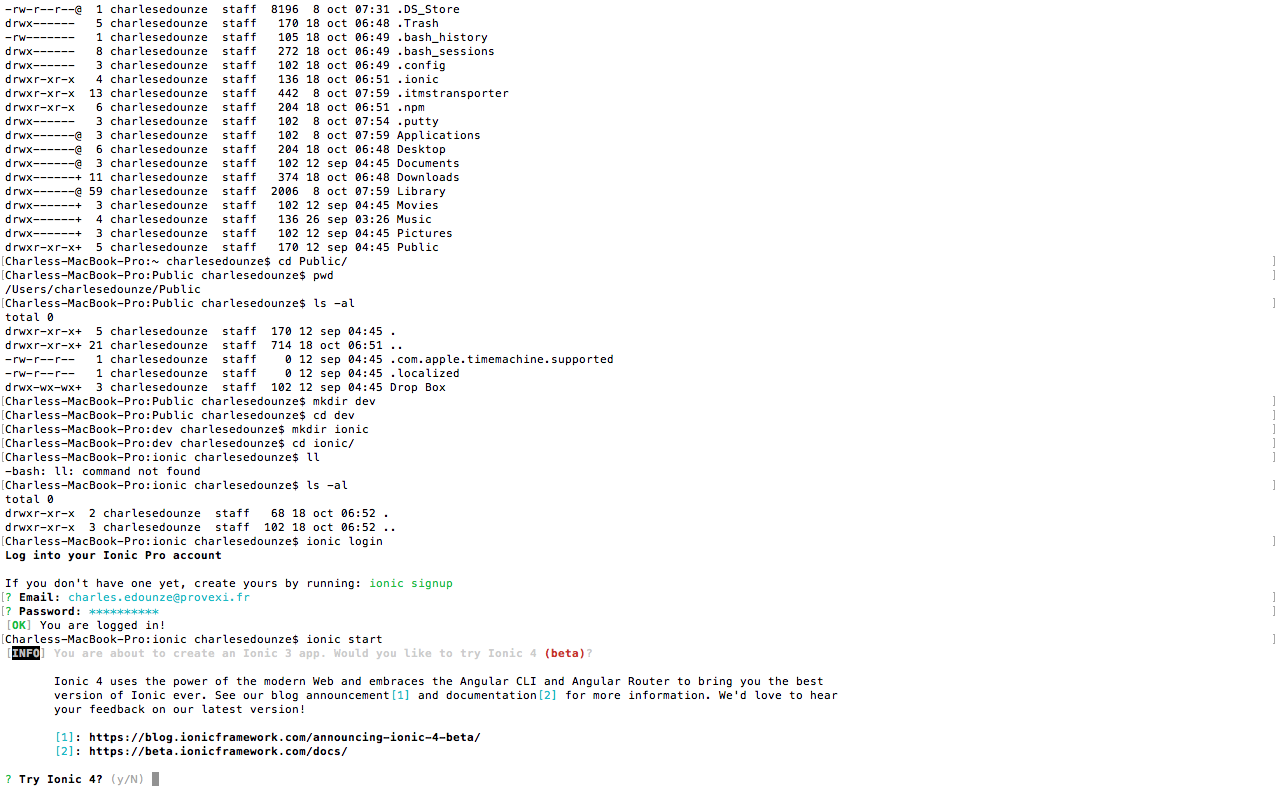 -rw-r--r--@  1 charlesedounze  staff  8196  8 oct 07:31 .DS_Store
drwx------   5 charlesedounze  staff   170 18 oct 06:48 .Trash
-rw-------   1 charlesedounze  staff   105 18 oct 06:49 .bash_history
drwx------   8 charlesedounze  staff   272 18 oct 06:49 .bash_sessions
drwx------   3 charlesedounze  staff   102 18 oct 06:49 .config
drwxr-xr-x   4 charlesedounze  staff   136 18 oct 06:51 .ionic
drwxr-xr-x  13 charlesedounze  staff   442  8 oct 07:59 .itmstransporter
drwxr-xr-x   6 charlesedounze  staff   204 18 oct 06:51 .npm
drwx------   3 charlesedounze  staff   102  8 oct 07:54 .putty
drwx------@  3 charlesedounze  staff   102  8 oct 07:59 Applications
drwx------@  6 charlesedounze  staff   204 18 oct 06:48 Desktop
drwx------@  3 charlesedounze  staff   102 12 sep 04:45 Documents
drwx------+ 11 charlesedounze  staff   374 18 oct 06:48 Downloads
drwx------@ 59 charlesedounze  staff  2006  8 oct 07:59 Library
drwx------+  3 charlesedounze  staff   102 12 sep 04:45 Movies
drwx------+  4 charlesedounze  staff   136 26 sep 03:26 Music
drwx------+  3 charlesedounze  staff   102 12 sep 04:45 Pictures
drwxr-xr-x+  5 charlesedounze  staff   170 12 sep 04:45 Public
[Charless-MacBook-Pro:~ charlesedounze$ cd Public/ ]
[Charless-MacBook-Pro:Public charlesedounze$ pwd ]
/Users/charlesedounze/Public
[Charless-MacBook-Pro:Public charlesedounze$ ls -al ]
total 0
drwxr-xr-x+  5 charlesedounze  staff  170 12 sep 04:45 .
drwxr-xr-x+ 21 charlesedounze  staff  714 18 oct 06:51 ..
-rw-r--r--   1 charlesedounze  staff    0 12 sep 04:45 .com.apple.timemachine.supported
-rw-r--r--   1 charlesedounze  staff    0 12 sep 04:45 .localized
drwx-wx-wx+  3 charlesedounze  staff  102 12 sep 04:45 Drop Box
[Charless-MacBook-Pro:Public charlesedounze$ mkdir dev ]
[Charless-MacBook-Pro:Public charlesedounze$ cd dev ]
[Charless-MacBook-Pro:dev charlesedounze$ mkdir ionic ]
[Charless-MacBook-Pro:dev charlesedounze$ cd ionic/ ]
[Charless-MacBook-Pro:ionic charlesedounze$ ll ]
-bash: ll: command not found
[Charless-MacBook-Pro:ionic charlesedounze$ ls -al ]
total 0
drwxr-xr-x  2 charlesedounze  staff   68 18 oct 06:52 .
drwxr-xr-x  3 charlesedounze  staff  102 18 oct 06:52 ..
[Charless-MacBook-Pro:ionic charlesedounze$ ionic login ]
Log into your Ionic Pro account
If you don't have one yet, create yours by running: ionic signup
[? Email: charles.edounze@provexi.fr ]
[? Password: ********** ]
[OK] You are logged in!
[Charless-MacBook-Pro:ionic charlesedounze$ ionic start ]
[INFO] You are about to create an Ionic 3 app. Would you like to try Ionic 4 (beta)?
Ionic 4 uses the power of the modern Web and embraces the Angular CLI and Angular Router to bring you the best
version of Ionic ever. See our blog announcement[1] and documentation[2] for more information. We'd love to hear
your feedback on our latest version!
[1]: https://blog.ionicframework.com/announcing-ionic-4-beta/
[2]: https://beta.ionicframework.com/docs/
? Try Ionic 4? (y/N)